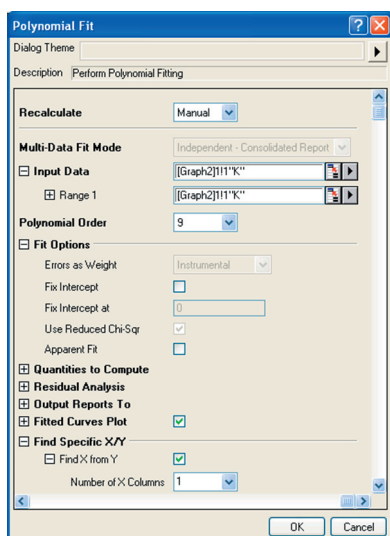 Polynomial Fit
Dialog Theme
Description Perform Polynomial Fitting
Recalculate Manual
Multi-Data Fit Mode Independent - Consolidated Report
Input Data [Graph2]1!1"K"
Range 1 [Graph2]1!1"K"
Polynomial Order 9
Fit Options
Errors as Weight Instrumental
Fix Intercept
Fix Intercept at 0
Use Reduced Chi-Sqr
Apparent Fit
Quantities to Compute
Residual Analysis
Output Reports To
Fitted Curves Plot
Find Specific X/Y
Find X from Y
Number of X Columns 1
OK Cancel